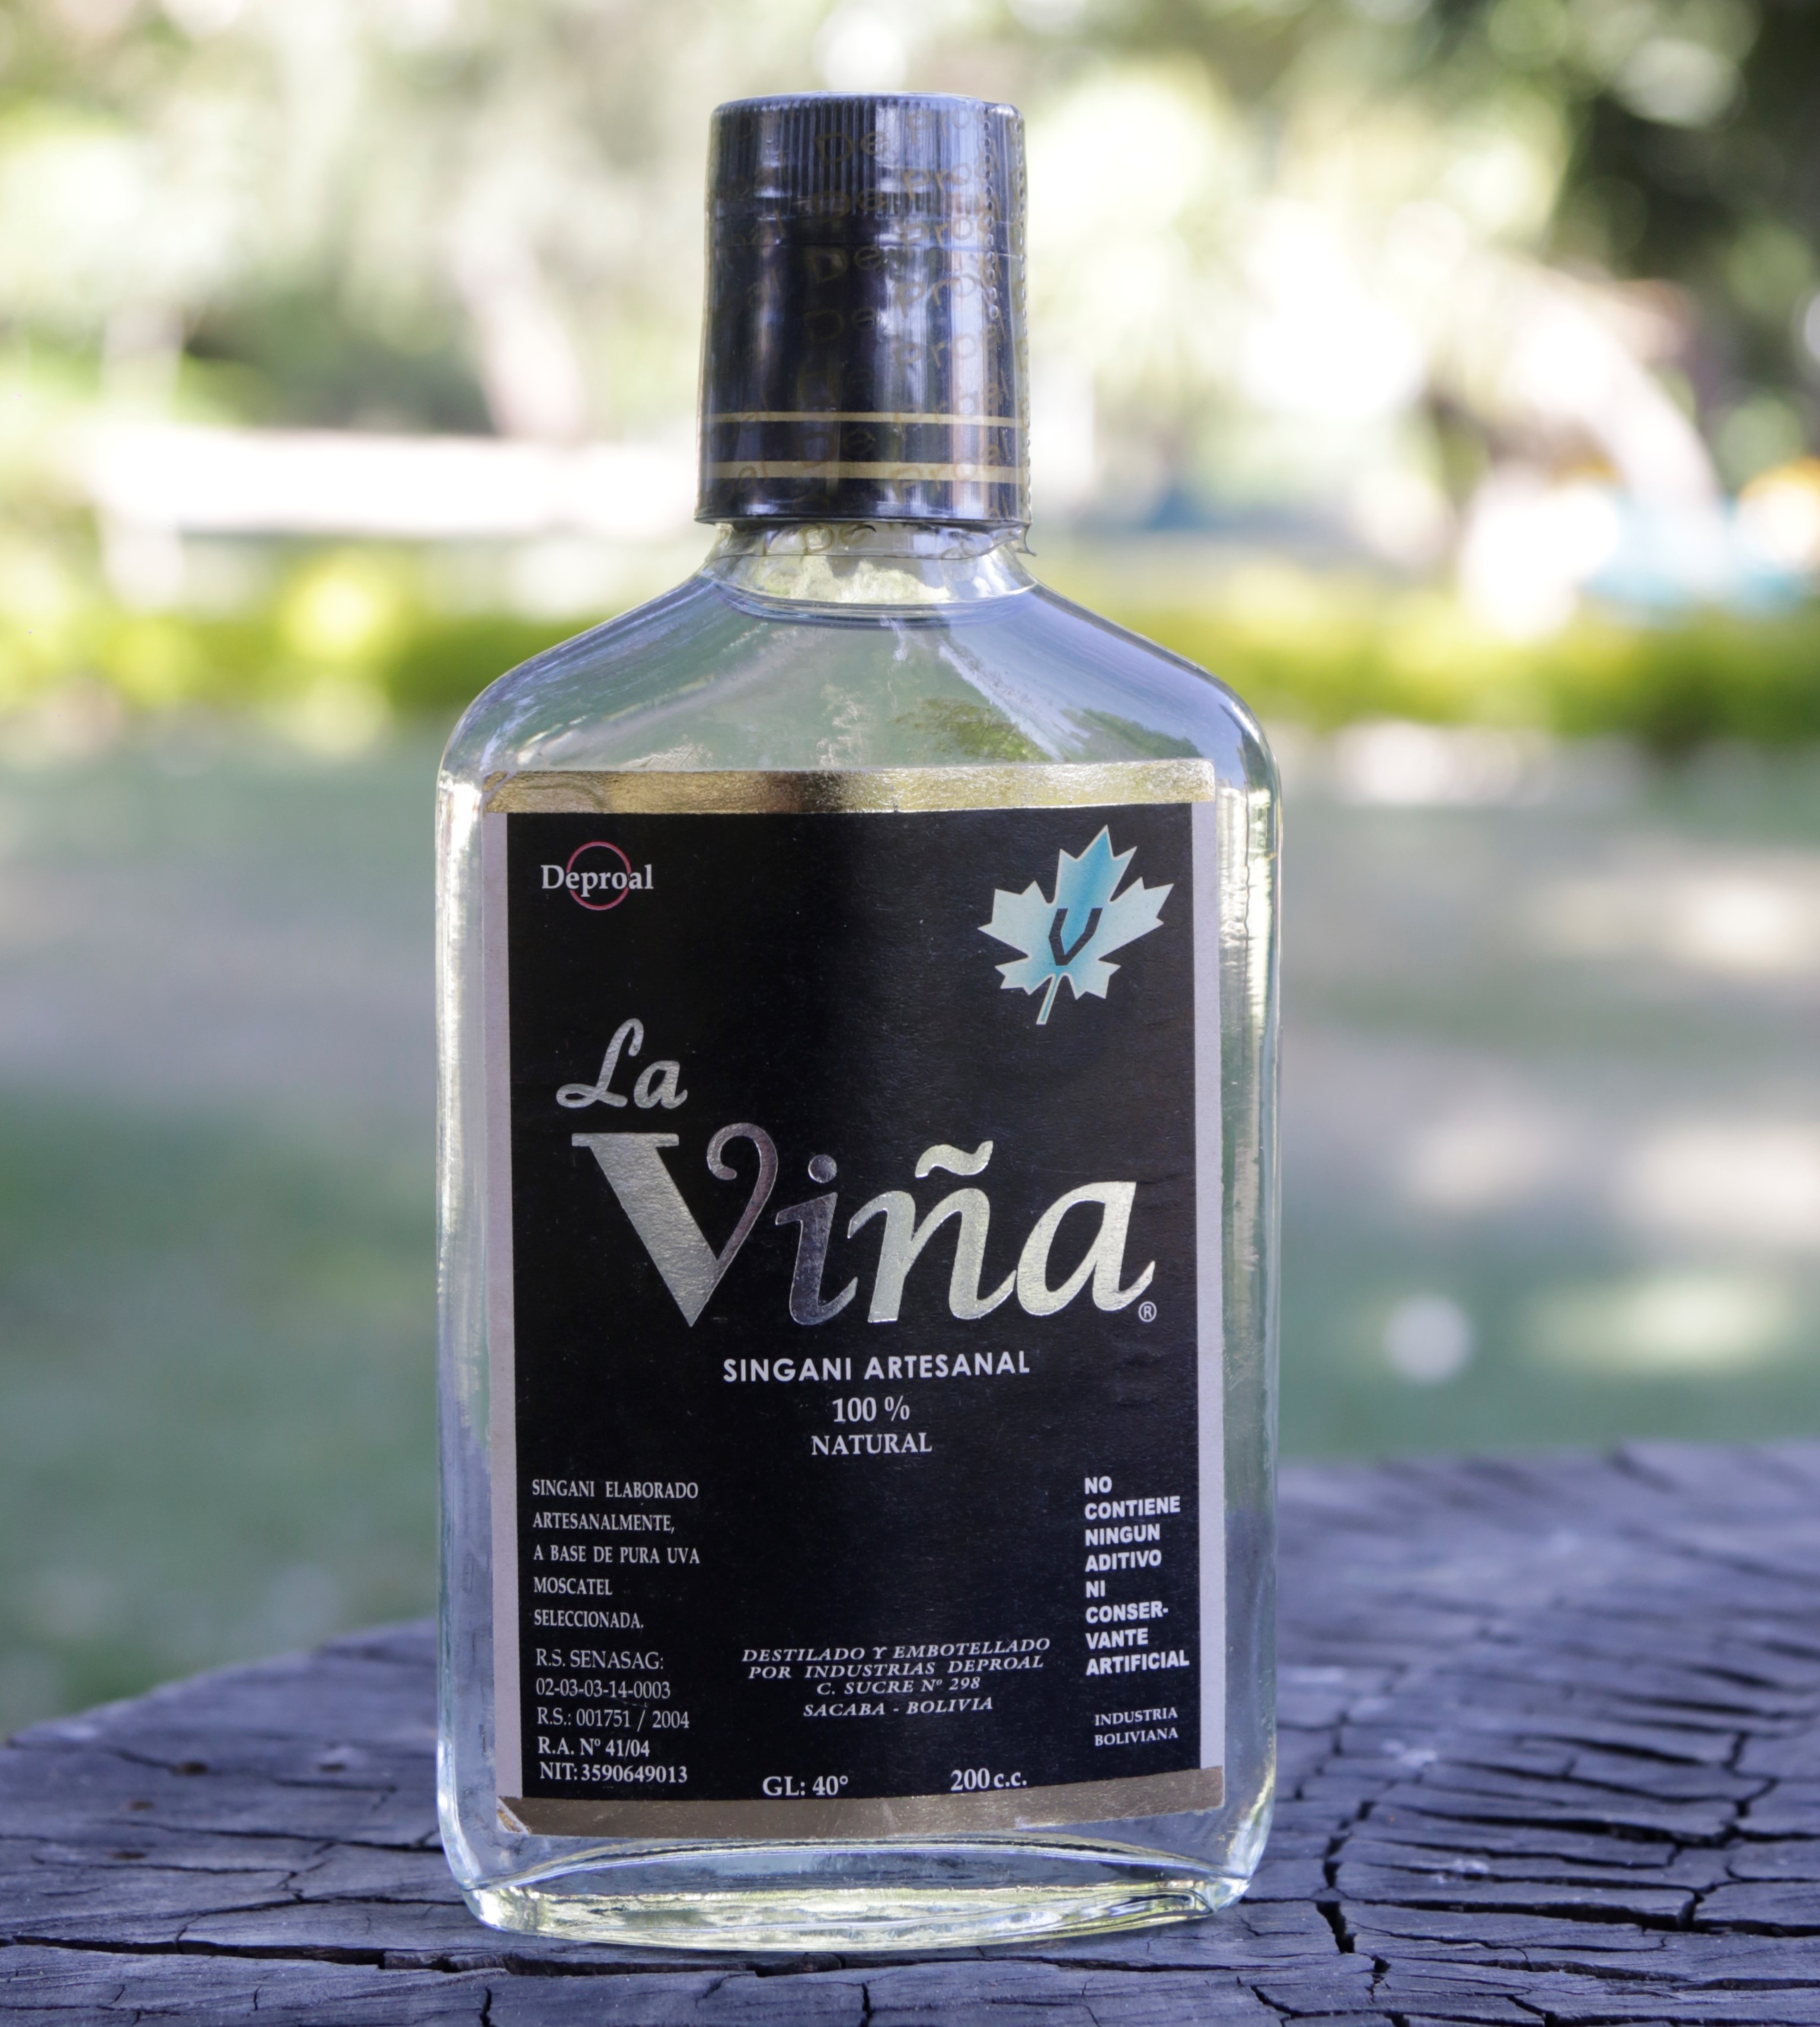 Deproal
V
La
Viña®
SINGANI ARTESANAL
100 %
NATURAL
SINGANI ELABORADO
ARTESANALMENTE,
A BASE DE PURA UVA
MOSCATEL
SELECCIONADA.
R.S. SENASAG:
02-03-03-14-0003
R.S.: 001751 / 2004
R.A. Nº 41/04
NIT: 3590649013
DESTILADO Y EMBOTELLADO
POR INDUSTRIAS DEPROAL
C. SUCRE Nº 298
SACABA - BOLIVIA
GL: 40°
200 c.c.
NO
CONTIENE
NINGUN
ADITIVO
NI
CONSER-
VANTE
ARTIFICIAL
INDUSTRIA
BOLIVIANA